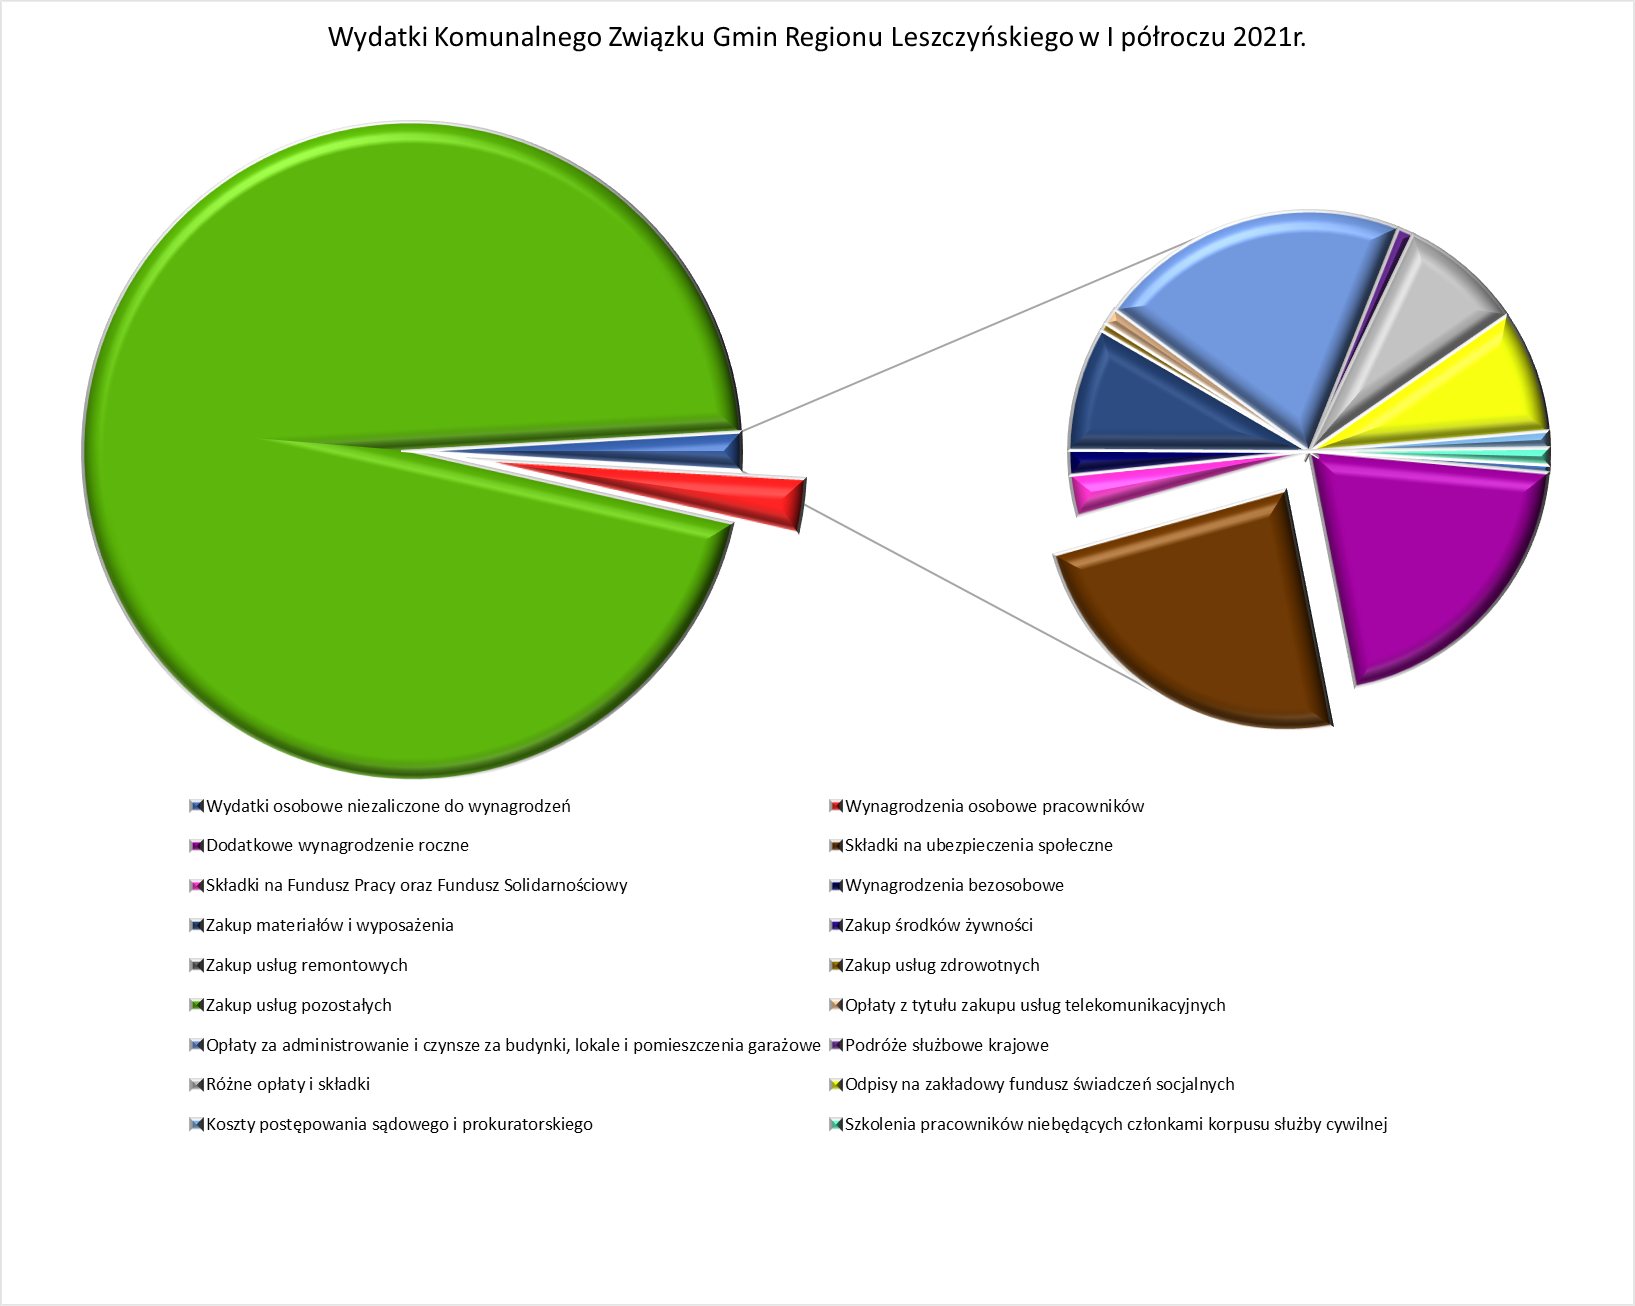 Wydatki Komunalnego Związku Gmin Regionu Leszczyńskiego w I półroczu 2021r.
Wydatki osobowe niezaliczone do wynagrodzeń
Wynagrodzenia osobowe pracowników
Dodatkowe wynagrodzenie roczne
Składki na ubezpieczenia społeczne
Składki na Fundusz Pracy oraz Fundusz Solidarnościowy
Wynagrodzenia bezosobowe
Zakup materiałów i wyposażenia
Zakup środków żywności
Zakup usług remontowych
Zakup usług zdrowotnych
Zakup usług pozostałych
Opłaty z tytułu zakupu usług telekomunikacyjnych
Opłaty za administrowanie i czynsze za budynki, lokale i pomieszczenia garażowe
Podróże służbowe krajowe
Różne opłaty i składki
Odpisy na zakładowy fundusz świadczeń socjalnych
Koszty postępowania sądowego i prokuratorskiego
Szkolenia pracowników niebędących członkami korpusu służby cywilnej